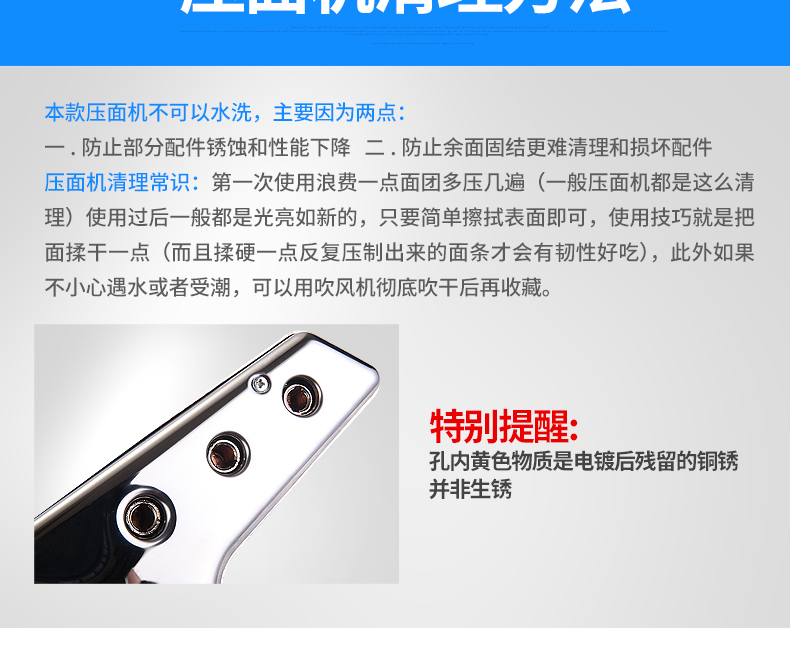 压面机清理方法
本款压面机不可以水洗，主要因为两点：
一 . 防止部分配件锈蚀和性能下降 二 . 防止余面固结更难清理和损坏配件
压面机清理常识：第一次使用浪费一点面团多压几遍（一般压面机都是这么清
理）使用过后一般都是光亮如新的，只要简单擦拭表面即可，使用技巧就是把
面揉干一点（而且揉硬一点反复压制出来的面条才会有韧性好吃），此外如果
不小心遇水或者受潮，可以用吹风机彻底吹干后再收藏。
特别提醒:
孔内黄色物质是电镀后残留的铜锈
并非生锈